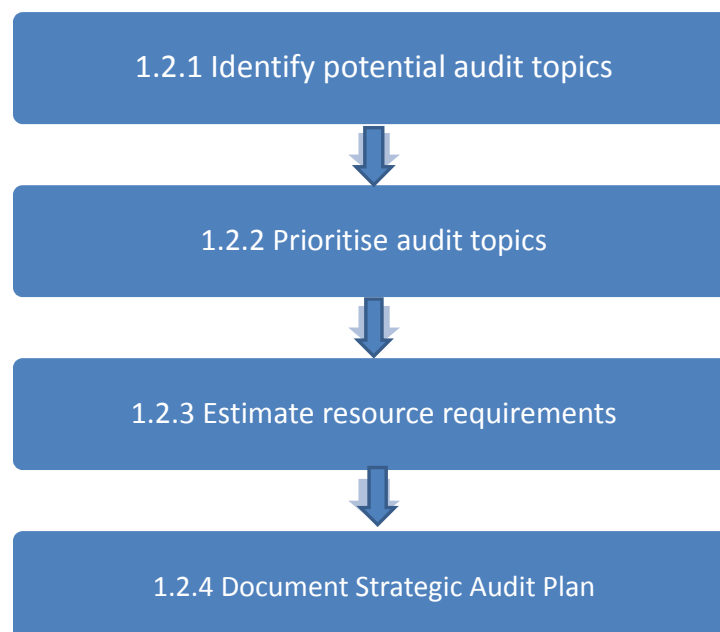 1.2.1 Identify potential audit topics
1.2.2 Prioritise audit topics
1.2.3 Estimate resource requirements
1.2.4 Document Strategic Audit Plan